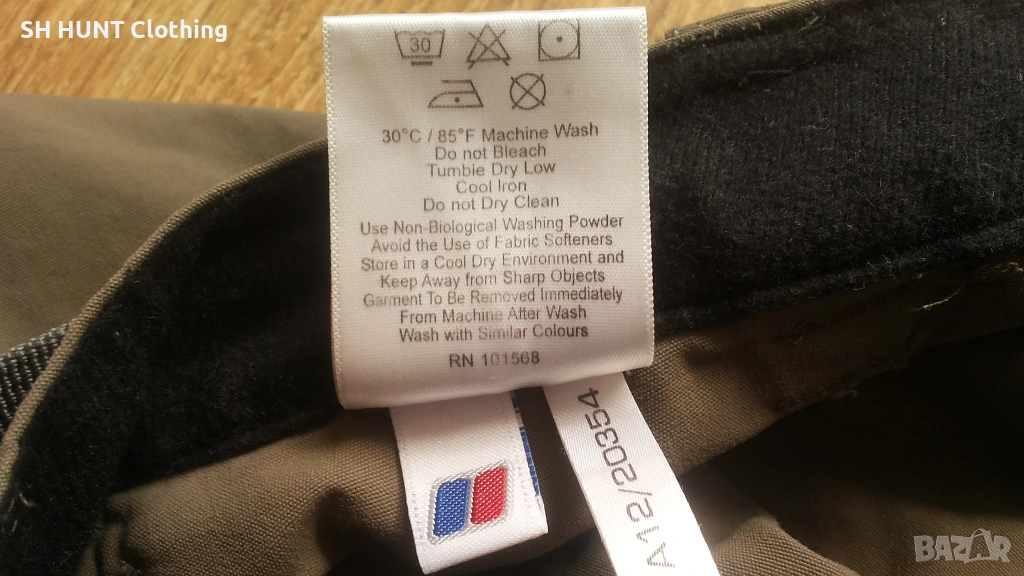 SH HUNT Clothing
30
30°C / 85°F Machine Wash
Do not Bleach
Tumble Dry Low
Cool Iron
Do not Dry Clean
Use Non-Biological Washing Powder
Avoid the Use of Fabric Softeners
Store in a Cool Dry Environment and
Keep Away from Sharp Objects
Garment To Be Removed Immediately
From Machine After Wash
Wash with Similar Colours
RN 101568
A12/20354
BAZAR